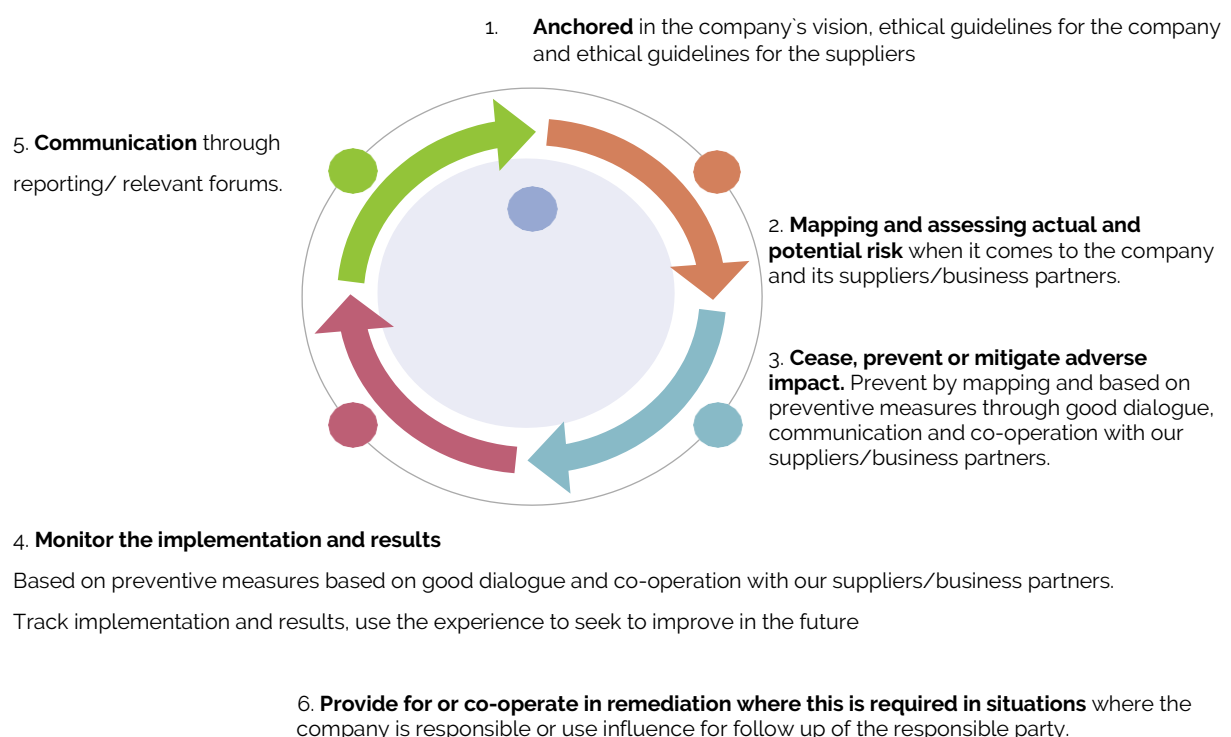 1. Anchored in the company`s vision, ethical guidelines for the company
and ethical guidelines for the suppliers
5. Communication through
reporting/ relevant forums.
2. Mapping and assessing actual and
potential risk when it comes to the company
and its suppliers/business partners.
3. Cease, prevent or mitigate adverse
impact. Prevent by mapping and based on
preventive measures through good dialogue,
communication and co-operation with our
suppliers/business partners.
4. Monitor the implementation and results
Based on preventive measures based on good dialogue and co-operation with our suppliers/business partners.
Track implementation and results, use the experience to seek to improve in the future
6. Provide for or co-operate in remediation where this is required in situations where the
company is responsible or use influence for follow up of the responsible party.